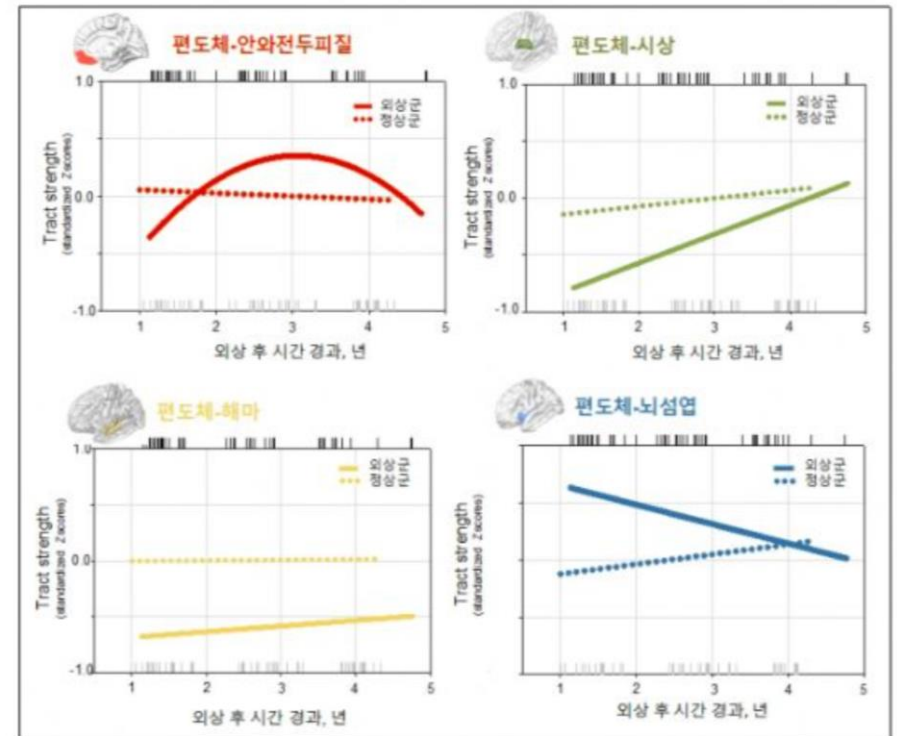 편도체-안와전두피질
1.0
외상군
정상군
Tract strength
(standardized Z scores)
0.0
-1.0
1 2 3 4 5
외상 후 시간 경과, 년
편도체-시상
1.0
외상군
정상군
Tract strength
(standardized Z scores)
0.0
-1.0
1 2 3 4 5
외상 후 시간 경과, 년
편도체-해마
1.0
외상군
정상군
Tract strength
(standardized Z scores)
0.0
-1.0
1 2 3 4 5
외상 후 시간 경과, 년
편도체-뇌섬엽
외상군
정상군
Tract strength
(standardized Z scores)
1 2 3 4 5
외상 후 시간 경과, 년